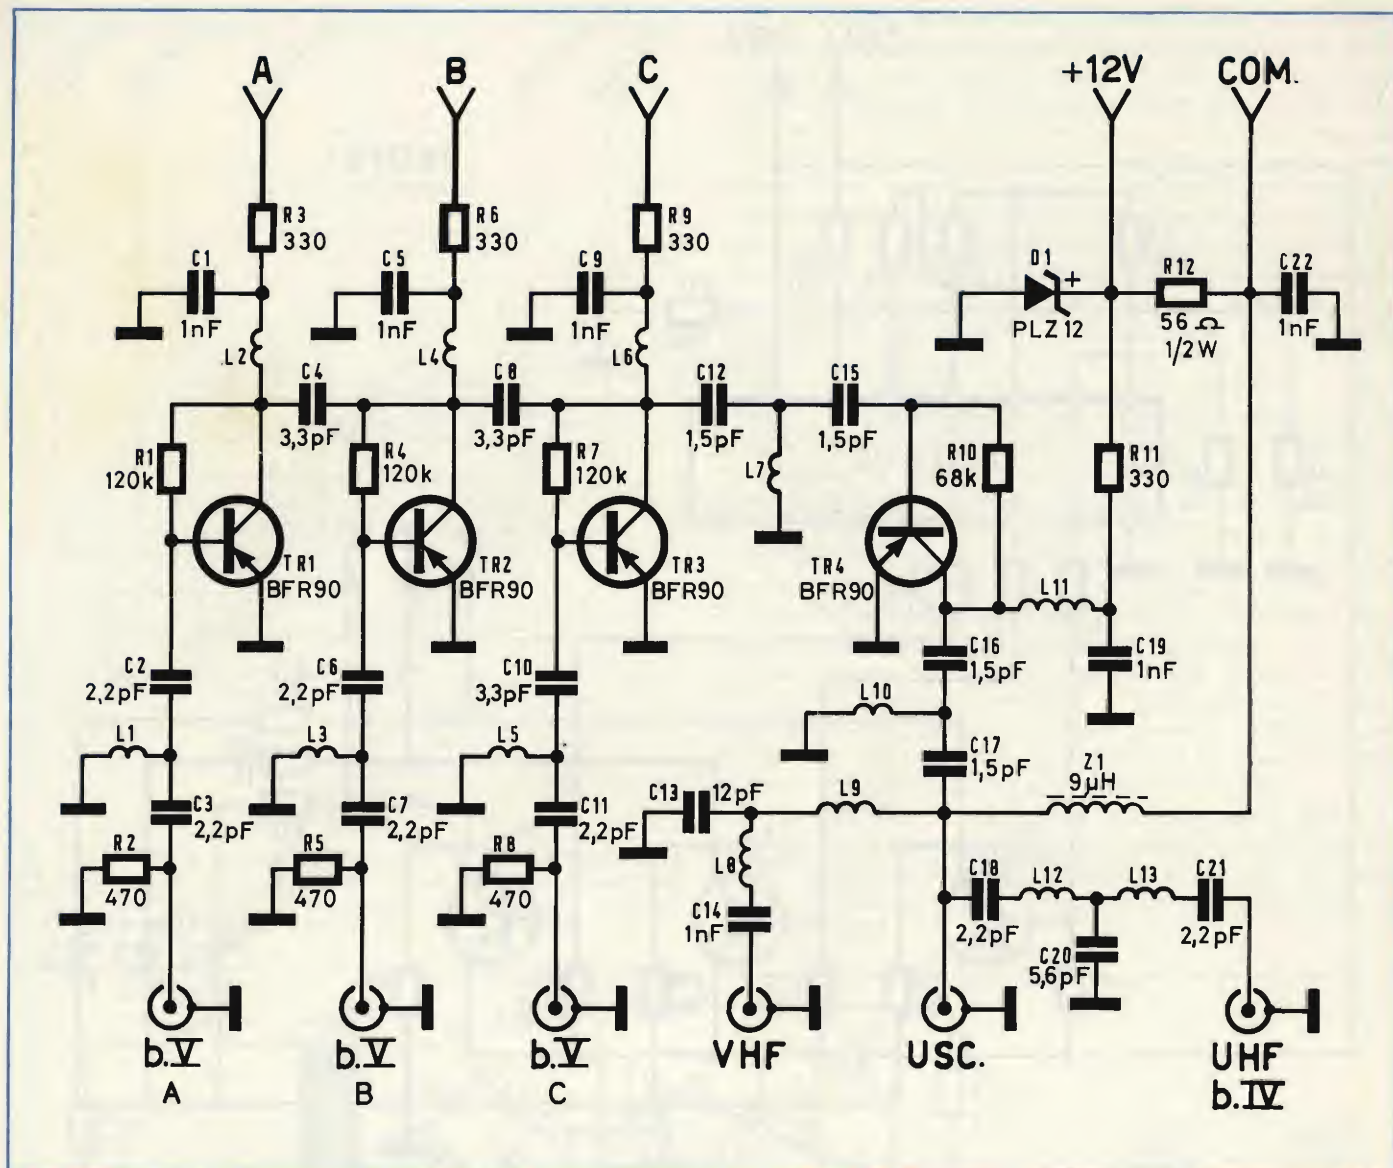 A B C +12V COM.
R3
330
R6
330
R9
330
C1
1nF
C5
1nF
C9
1nF
D1
+
PLZ12
R12
56 Ω
1/2W
C22
1nF
L2
L4
L6
C4
3,3pF
C8
3,3pF
C12
1,5pF
C15
1,5pF
R1
120k
R4
120k
R7
120k
L7
R10
68k
R11
330
TR1
BFR90
TR2
BFR90
TR3
BFR90
TR4
BFR90
L11
C2
2,2pF
C6
2,2pF
C10
3,3pF
C16
1,5pF
C19
1nF
L10
L1
L3
L5
C17
1,5pF
Z1
9µH
C3
2,2pF
C7
2,2pF
C11
2,2pF
C13
12pF
L9
R2
470
R5
470
R8
470
L8
C14
1nF
C18
2,2pF
L12
L13
C21
2,2pF
C20
5,6pF
b.V
A
b.V
B
b.V
C
VHF
USC.
UHF
b.IV